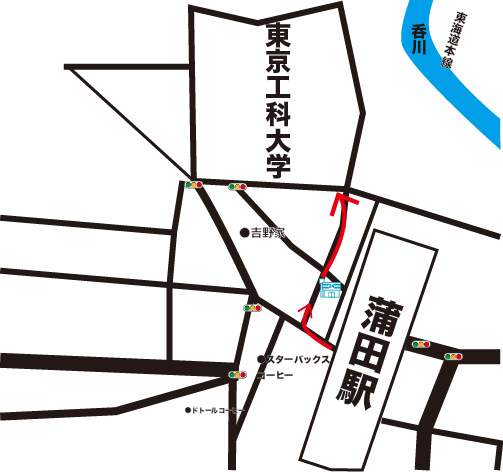 東京工科大学
呑川
東海道本線
●吉野家
蒲田駅
●スターバックス
コーヒー
●ドトールコーヒー